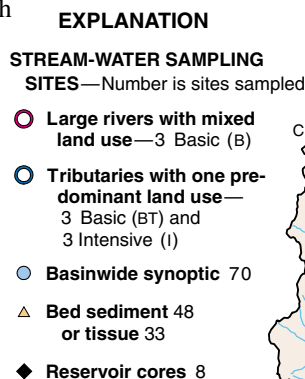 h
EXPLANATION
STREAM-WATER SAMPLING
SITES—Number is sites sampled
Large rivers with mixed
land use—3 Basic (B)
Tributaries with one pre-
dominant land use—
3 Basic (BT) and
3 Intensive (I)
Basinwide synoptic 70
Bed sediment 48
or tissue 33
Reservoir cores 8
C